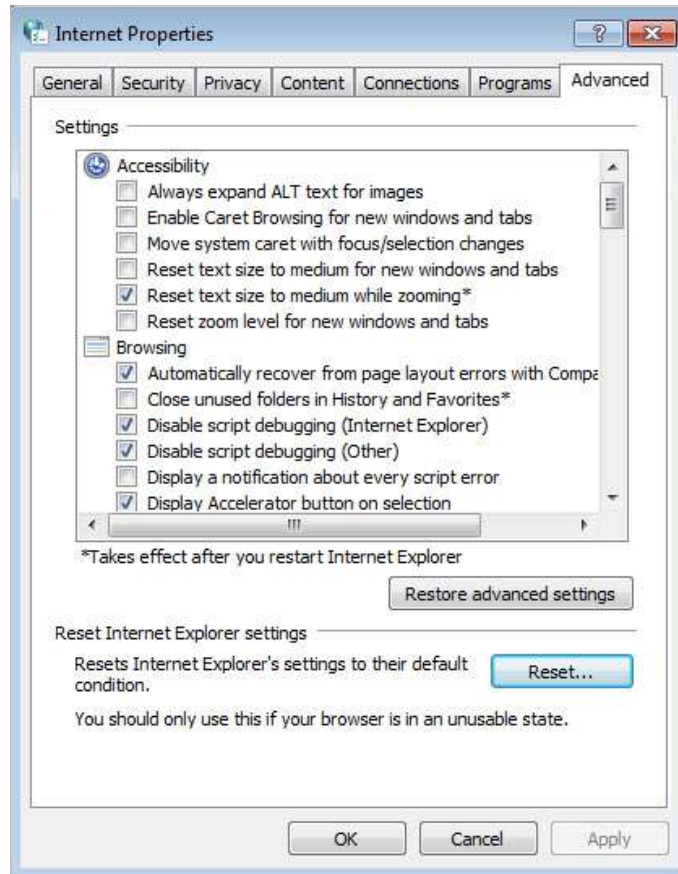 Internet Properties
General Security Privacy Content Connections Programs Advanced
Settings
Accessibility
Always expand ALT text for images
Enable Caret Browsing for new windows and tabs
Move system caret with focus/selection changes
Reset text size to medium for new windows and tabs
Reset text size to medium while zooming*
Reset zoom level for new windows and tabs
Browsing
Automatically recover from page layout errors with Compa
Close unused folders in History and Favorites*
Disable script debugging (Internet Explorer)
Disable script debugging (Other)
Display a notification about every script error
Display Accelerator button on selection
*Takes effect after you restart Internet Explorer
Restore advanced settings
Reset Internet Explorer settings
Resets Internet Explorer's settings to their default
condition.
Reset...
You should only use this if your browser is in an unusable state.
OK Cancel Apply